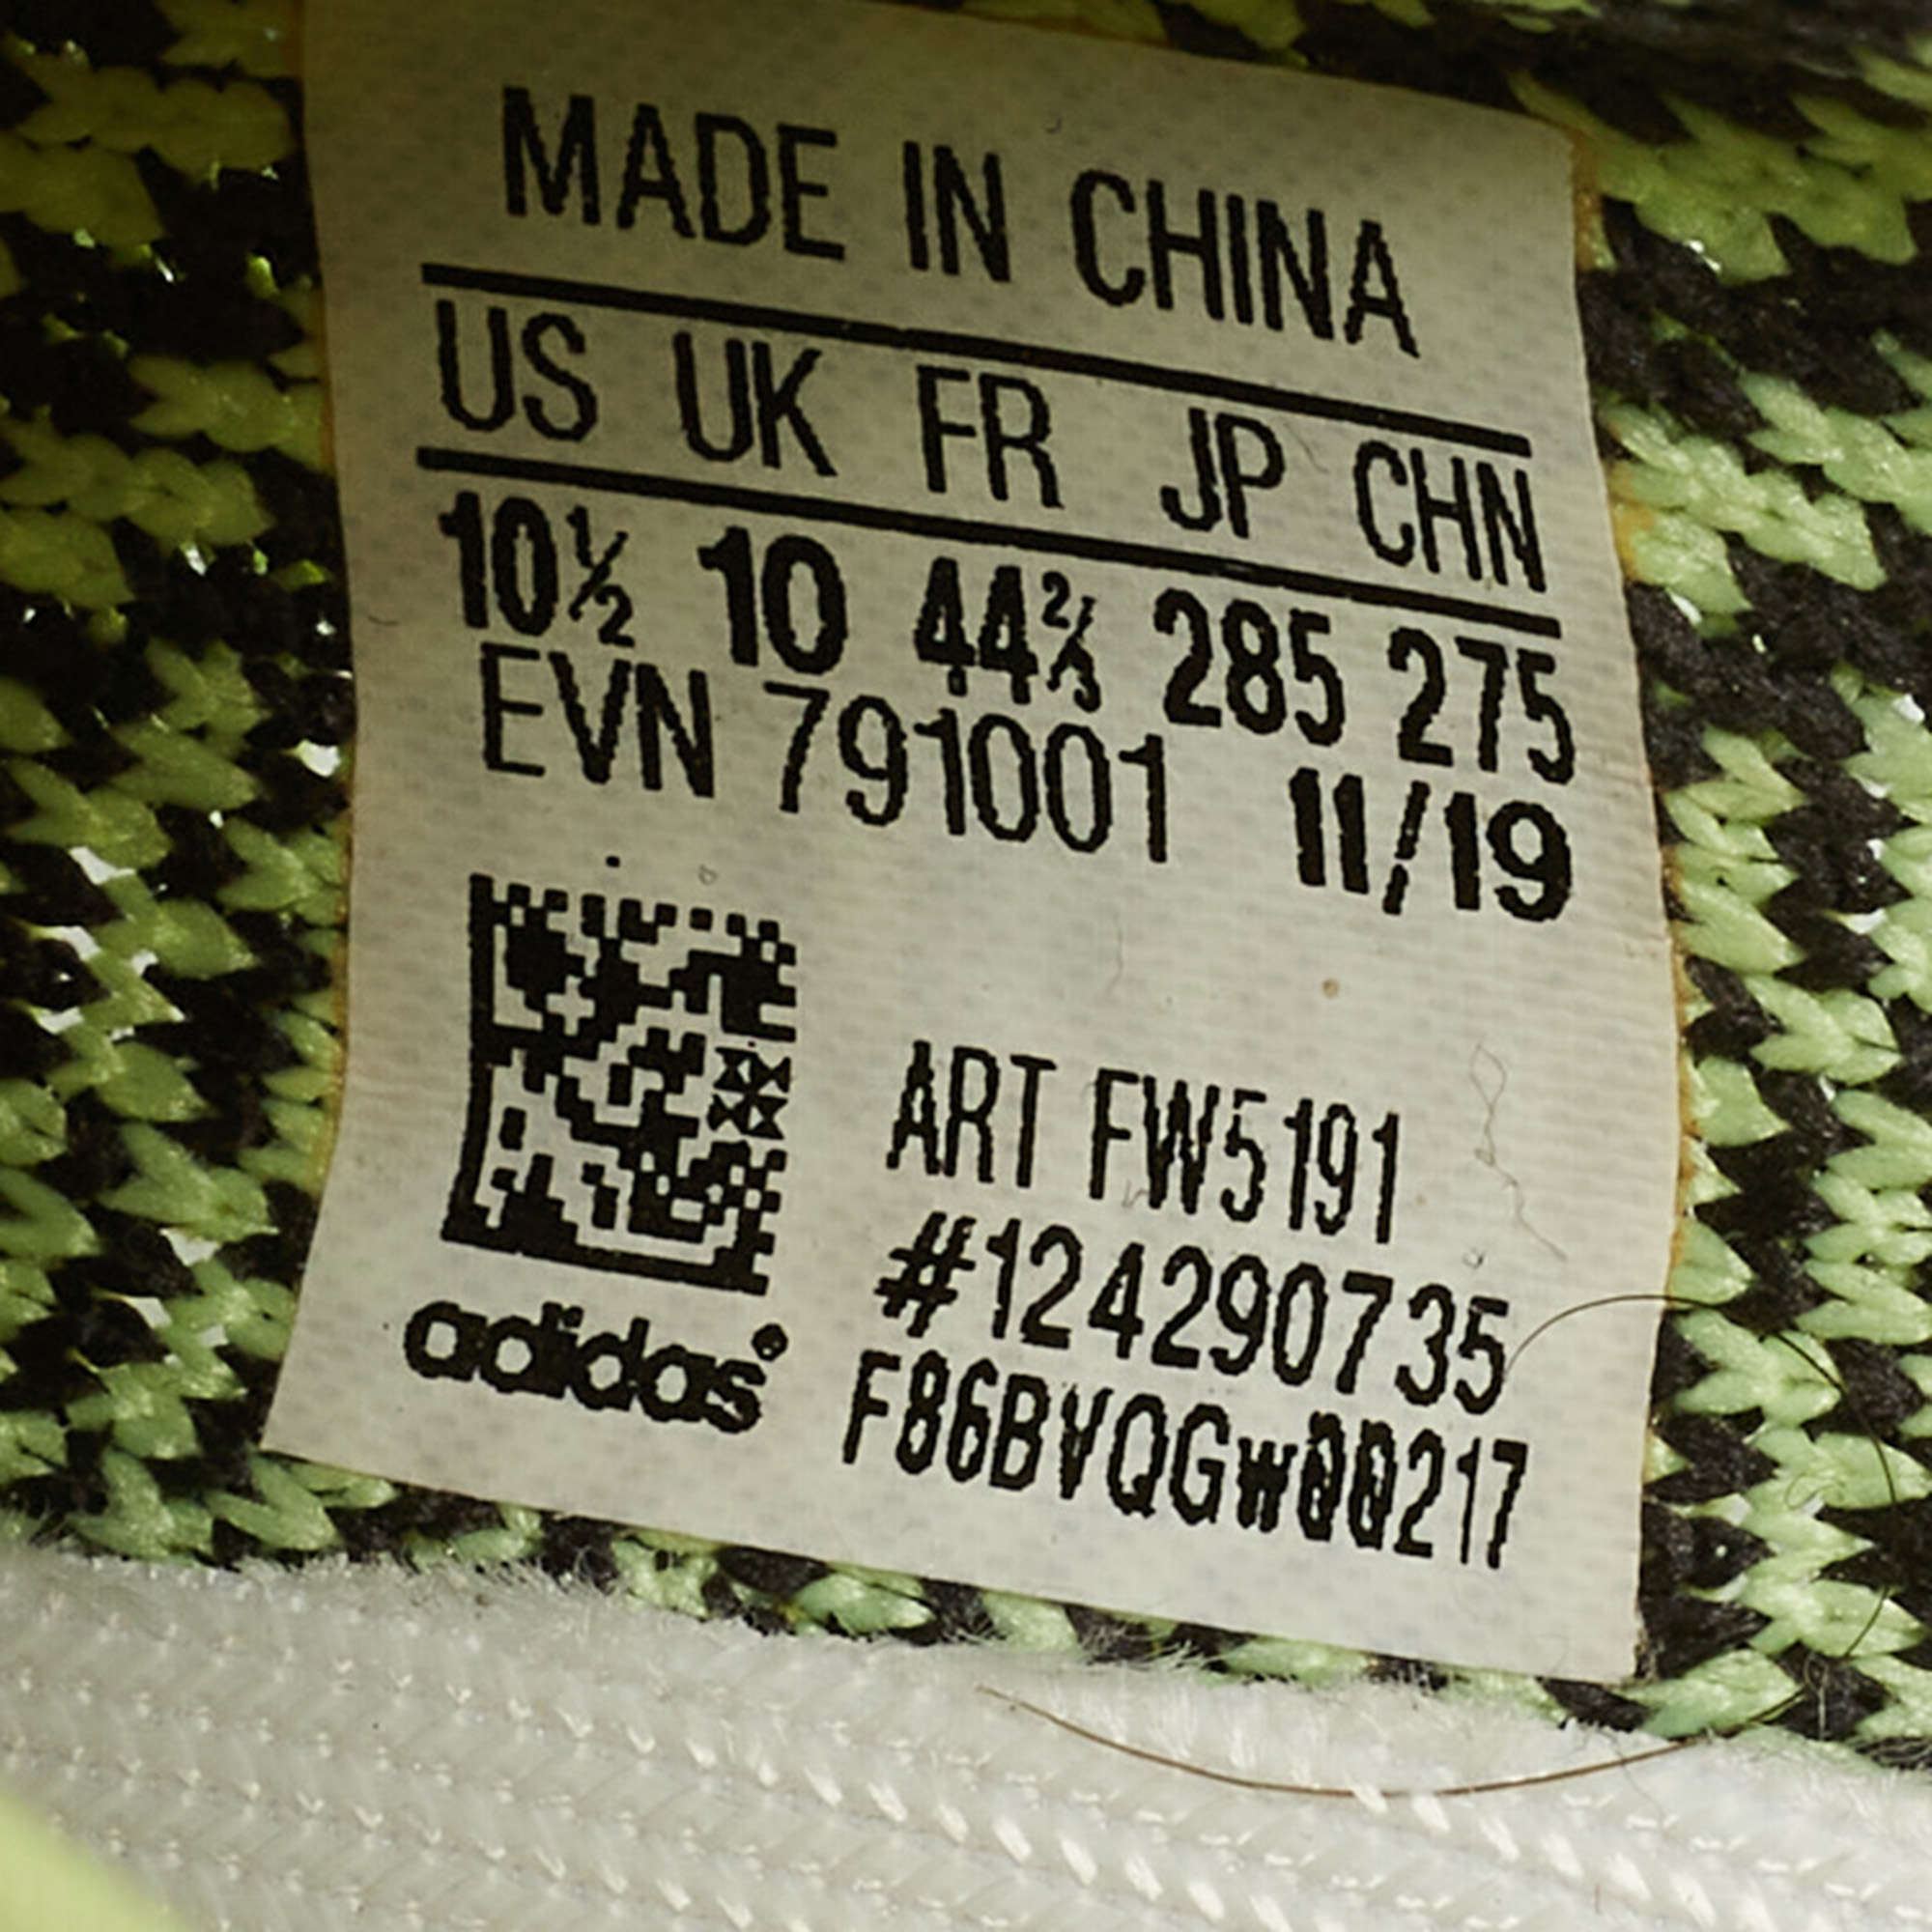 MADE IN CHINA
US UK FR JP CHN
10½ 10 44⅔ 285 275
EVN 791001 11/19
ART FW5191
#124290735
adidas® F86BVQGw00217